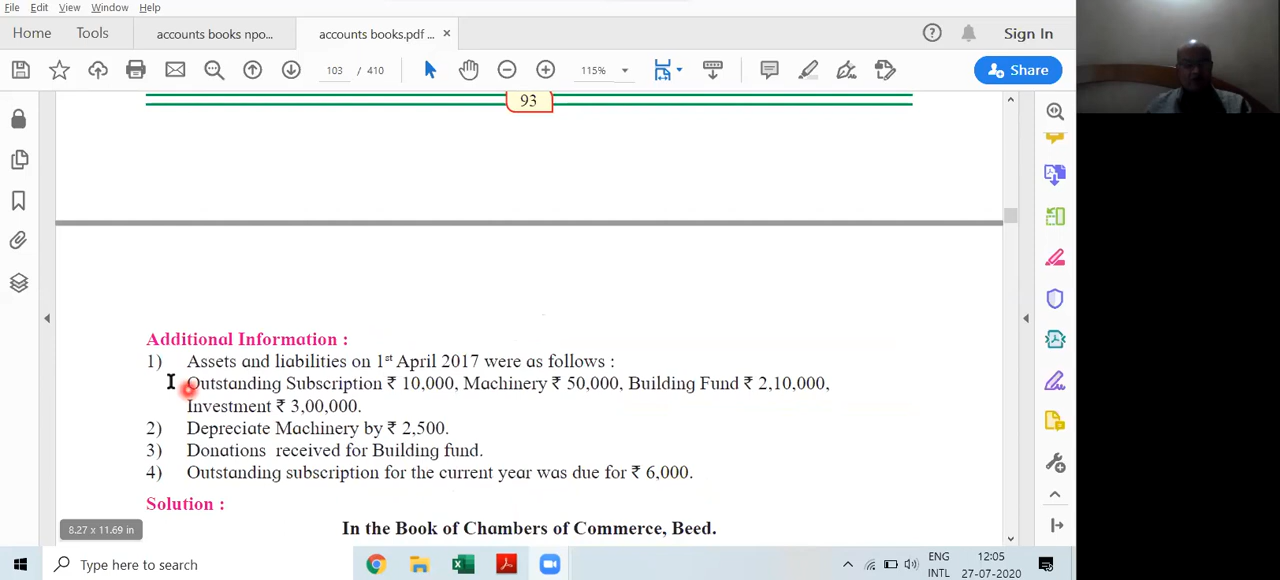 File Edit View Window Help
Home Tools accounts books npo... accounts books.pdf ... × Sign In
103 / 410 115% Share
93
Additional Information :
1) Assets and liabilities on 1st April 2017 were as follows :
Outstanding Subscription ₹ 10,000, Machinery ₹ 50,000, Building Fund ₹ 2,10,000,
Investment ₹ 3,00,000.
2) Depreciate Machinery by ₹ 2,500.
3) Donations received for Building fund.
4) Outstanding subscription for the current year was due for ₹ 6,000.
Solution :
In the Book of Chambers of Commerce, Beed.
8.27 x 11.69 in
Type here to search
ENG 12:05
INTL 27-07-2020